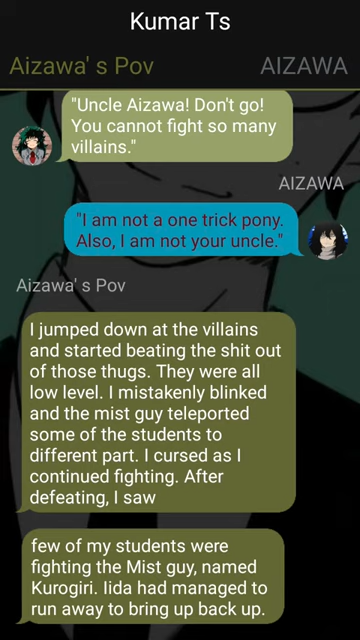 Kumar Ts
Aizawa' s Pov
AIZAWA
"Uncle Aizawa! Don't go!
You cannot fight so many
villains."
AIZAWA
"I am not a one trick pony.
Also, I am not your uncle."
Aizawa' s Pov
I jumped down at the villains
and started beating the shit out
of those thugs. They were all
low level. I mistakenly blinked
and the mist guy teleported
some of the students to
different part. I cursed as I
continued fighting. After
defeating, I saw
few of my students were
fighting the Mist guy, named
Kurogiri. Iida had managed to
run away to bring up back up.